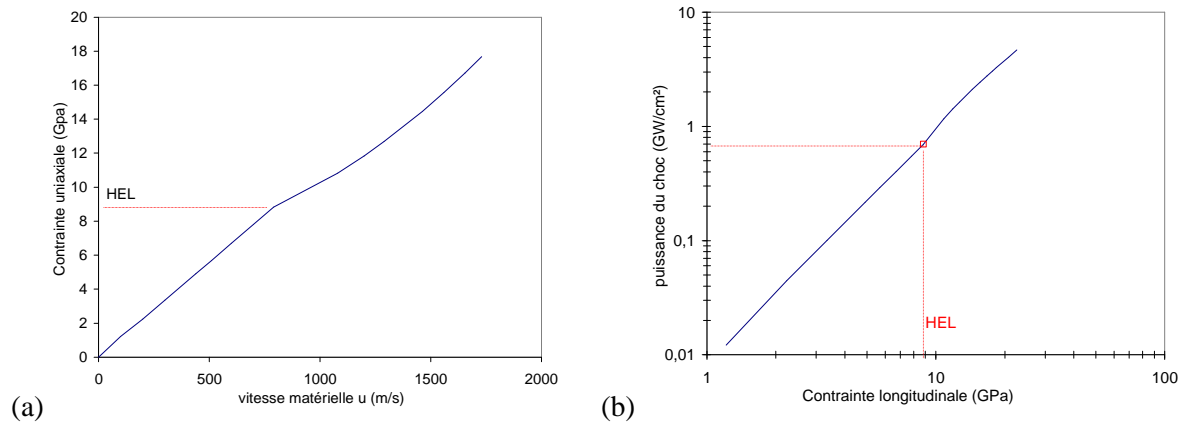 20
18
16
14
12
10
8
6
4
2
0
Contrainte uniaxiale (Gpa)
HEL
0 500 1000 1500 2000
vitesse matérielle u (m/s)
(a)
10
1
0,1
0,01
puissance du choc (GW/cm²)
HEL
1 10 100
Contrainte longitudinale (GPa)
(b)